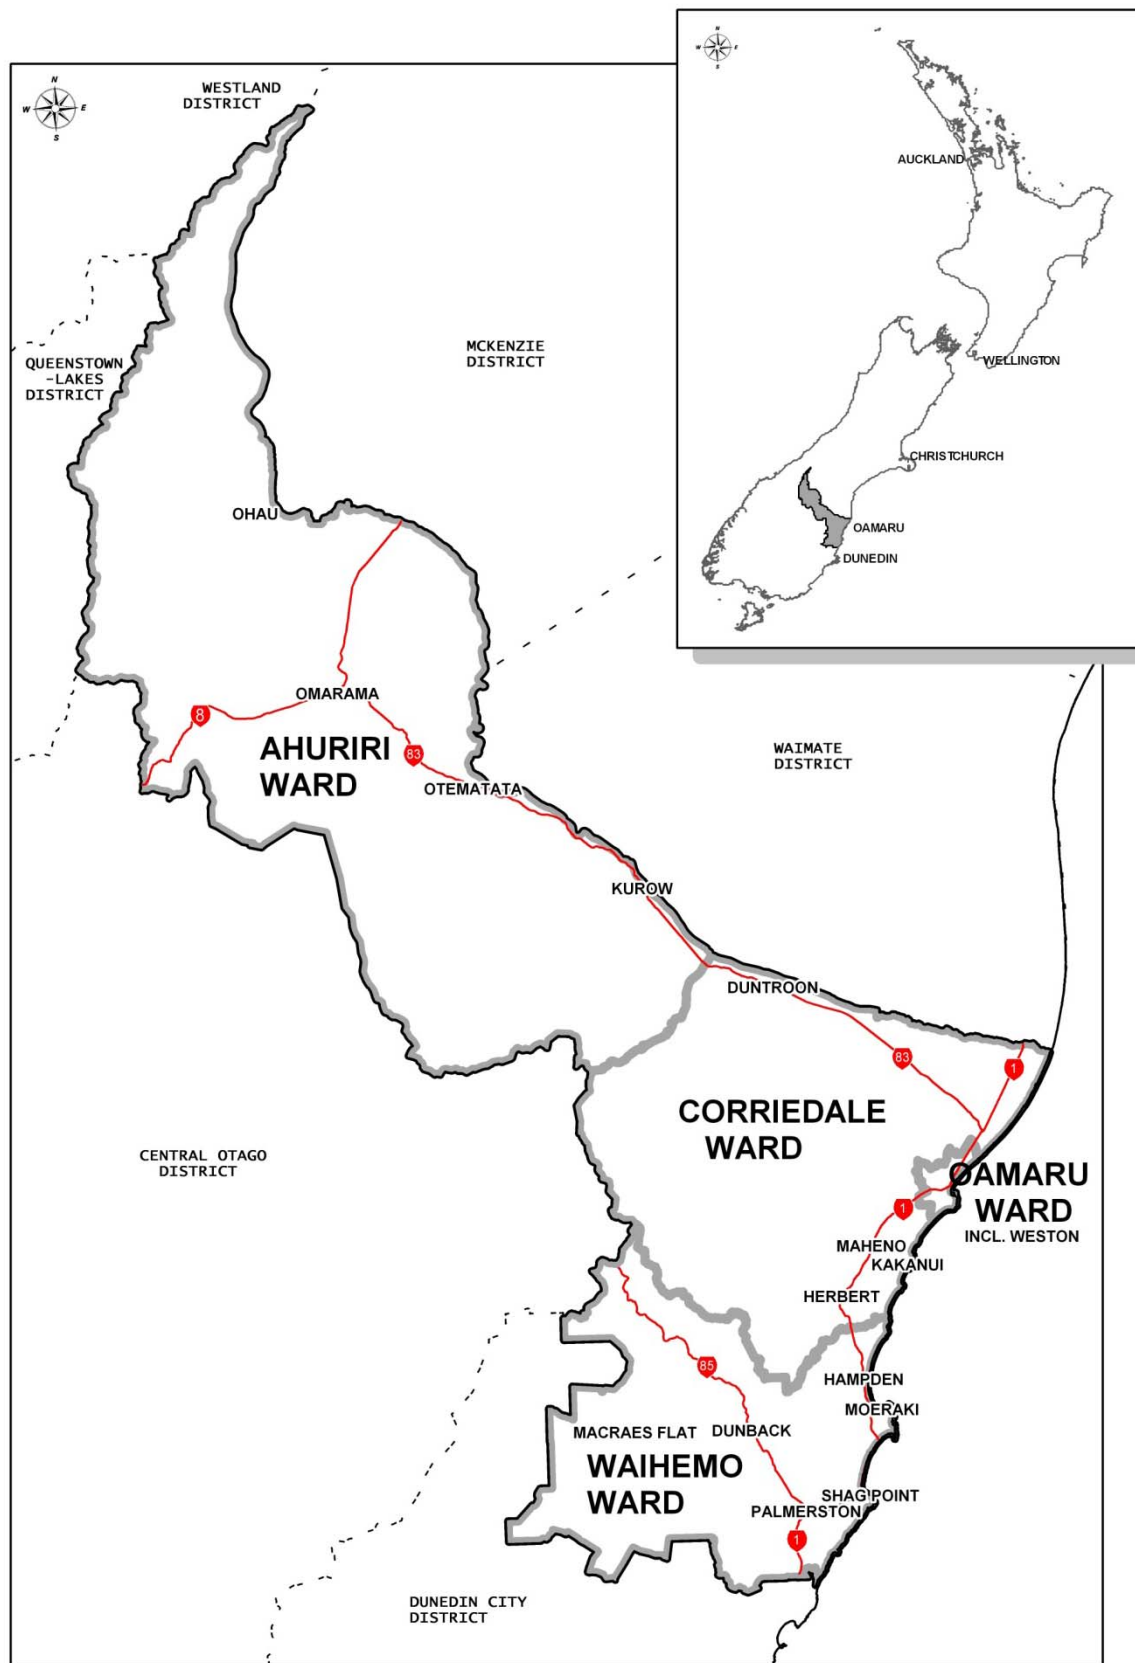 N
W E
S
WESTLAND
DISTRICT
QUEENSTOWN
-LAKES
DISTRICT
MCKENZIE
DISTRICT
OHAU
OMARAMA
8
AHURIRI
WARD
83
OTEMATATA
WAIMATE
DISTRICT
KUROW
DUNTROON
83
1
CORRIEDALE
WARD
CENTRAL OTAGO
DISTRICT
OAMARU
WARD
INCL. WESTON
1
MAHENO
KAKANUI
HERBERT
85
HAMPDEN
MOERAKI
MACRAES FLAT
DUNBACK
WAIHEMO
WARD
SHAG POINT
PALMERSTON
1
DUNEDIN CITY
DISTRICT
N
W E
S
AUCKLAND
WELLINGTON
CHRISTCHURCH
OAMARU
DUNEDIN